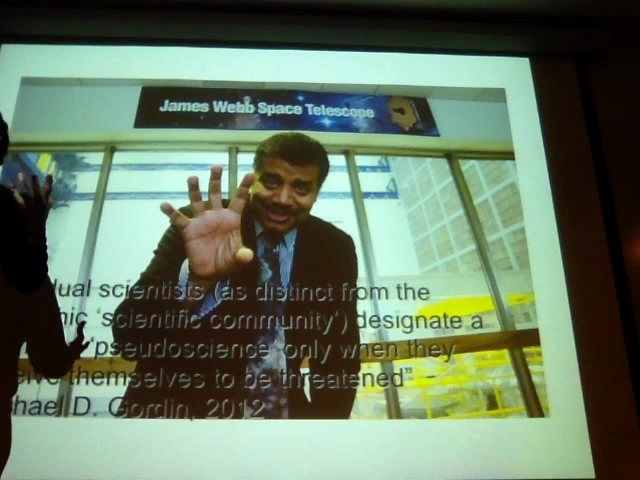 James Webb Space Telescope
dual scientists (as distinct from the
nic ‘scientific community’) designate a
‘pseudoscience’ only when they
themselves to be threatened”
hael D. Gordin, 2012